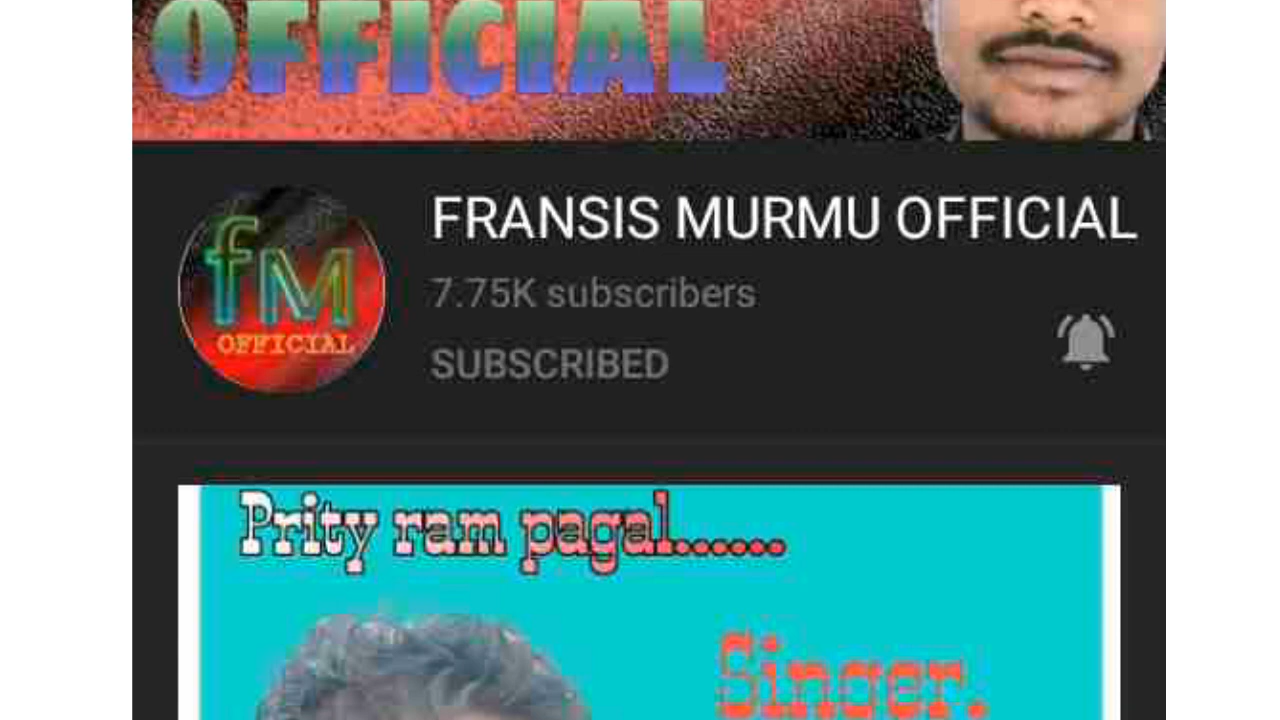 OFFICIAL
fM
OFFICIAL
FRANSIS MURMU OFFICIAL
7.75K subscribers
SUBSCRIBED
Prity ram pagal.......
Singer.